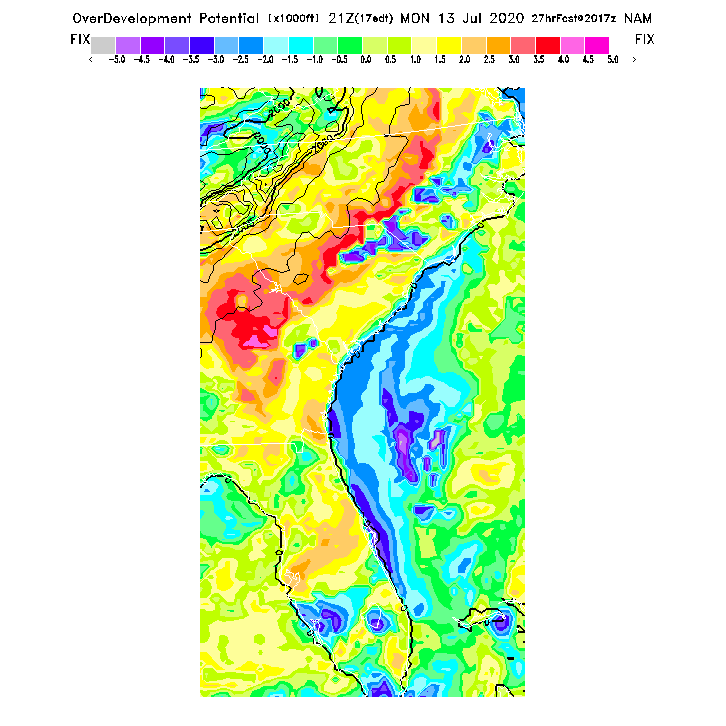 OverDevelopment Potential [x1000ft] 21Z(17edt) MON 13 Jul 2020 27hrFcst@2017z NAM
FIX FIX
< -5.0 -4.5 -4.0 -3.5 -3.0 -2.5 -2.0 -1.5 -1.0 -0.5 0.0 0.5 1.0 1.5 2.0 2.5 3.0 3.5 4.0 4.5 5.0 >
2000
2000